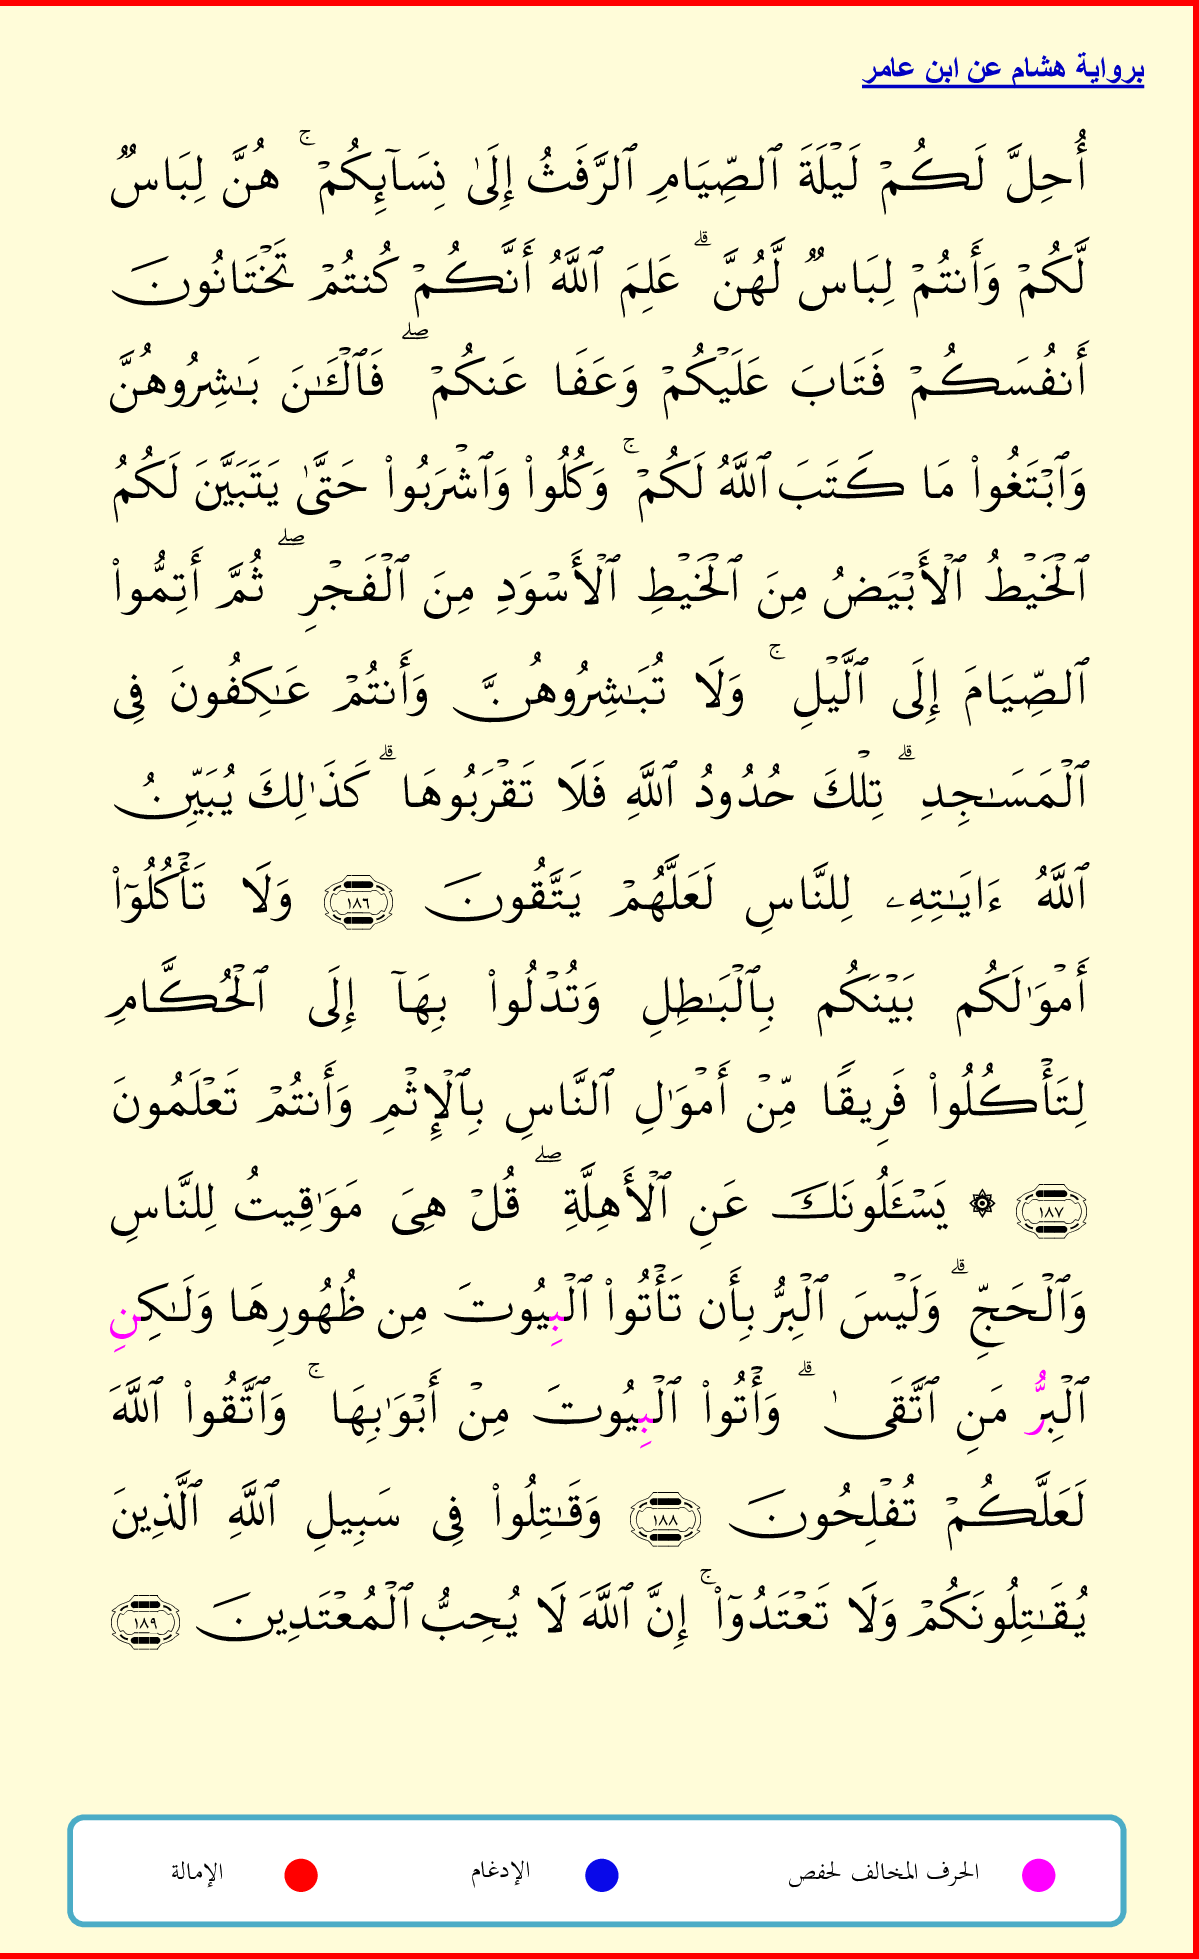 برواية هشام عن ابن عامر
أُحِلَّ لَكُمۡ لَيۡلَةَ ٱلصِّيَامِ ٱلرَّفَثُ إِلَىٰ نِسَآئِكُمۡۚ هُنَّ لِبَاسٞ
لَّكُمۡ وَأَنتُمۡ لِبَاسٞ لَّهُنَّۗ عَلِمَ ٱللَّهُ أَنَّكُمۡ كُنتُمۡ تَخۡتَانُونَ
أَنفُسَكُمۡ فَتَابَ عَلَيۡكُمۡ وَعَفَا عَنكُمۡۖ فَٱلۡـَٰٔنَ بَـٰشِرُوهُنَّ
وَٱبۡتَغُواْ مَا كَتَبَ ٱللَّهُ لَكُمۡۚ وَكُلُواْ وَٱشۡرَبُواْ حَتَّىٰ يَتَبَيَّنَ لَكُمُ
ٱلۡخَيۡطُ ٱلۡأَبۡيَضُ مِنَ ٱلۡخَيۡطِ ٱلۡأَسۡوَدِ مِنَ ٱلۡفَجۡرِۖ ثُمَّ أَتِمُّواْ
ٱلصِّيَامَ إِلَى ٱلَّيۡلِۚ وَلَا تُبَـٰشِرُوهُنَّ وَأَنتُمۡ عَـٰكِفُونَ فِى
ٱلۡمَسَـٰجِدِۗ تِلۡكَ حُدُودُ ٱللَّهِ فَلَا تَقۡرَبُوهَاۗ كَذَٰلِكَ يُبَيِّنُ
ٱللَّهُ ءَايَـٰتِهِۦ لِلنَّاسِ لَعَلَّهُمۡ يَتَّقُونَ ١٨٦ وَلَا تَأۡكُلُوٓاْ
أَمۡوَٰلَكُم بَيۡنَكُم بِٱلۡبَـٰطِلِ وَتُدۡلُواْ بِهَآ إِلَى ٱلۡحُكَّامِ
لِتَأۡكُلُواْ فَرِيقٗا مِّنۡ أَمۡوَٰلِ ٱلنَّاسِ بِٱلۡإِثۡمِ وَأَنتُمۡ تَعۡلَمُونَ
١٨٧ ۞ يَسۡـَٔلُونَكَ عَنِ ٱلۡأَهِلَّةِۖ قُلۡ هِىَ مَوَٰقِيتُ لِلنَّاسِ
وَٱلۡحَجِّۗ وَلَيۡسَ ٱلۡبِرُّ بِأَن تَأۡتُواْ ٱلۡبِيُوتَ مِن ظُهُورِهَا وَلَـٰكِنِ
ٱلۡبِرُّ مَنِ ٱتَّقَىٰۗ وَأۡتُواْ ٱلۡبِيُوتَ مِنۡ أَبۡوَٰبِهَاۚ وَٱتَّقُواْ ٱللَّهَ
لَعَلَّكُمۡ تُفۡلِحُونَ ١٨٨ وَقَـٰتِلُواْ فِى سَبِيلِ ٱللَّهِ ٱلَّذِينَ
يُقَـٰتِلُونَكُمۡ وَلَا تَعۡتَدُوٓاْۚ إِنَّ ٱللَّهَ لَا يُحِبُّ ٱلۡمُعۡتَدِينَ ١٨٩
الحرف المخالف لحفص الإدغام الإمالة